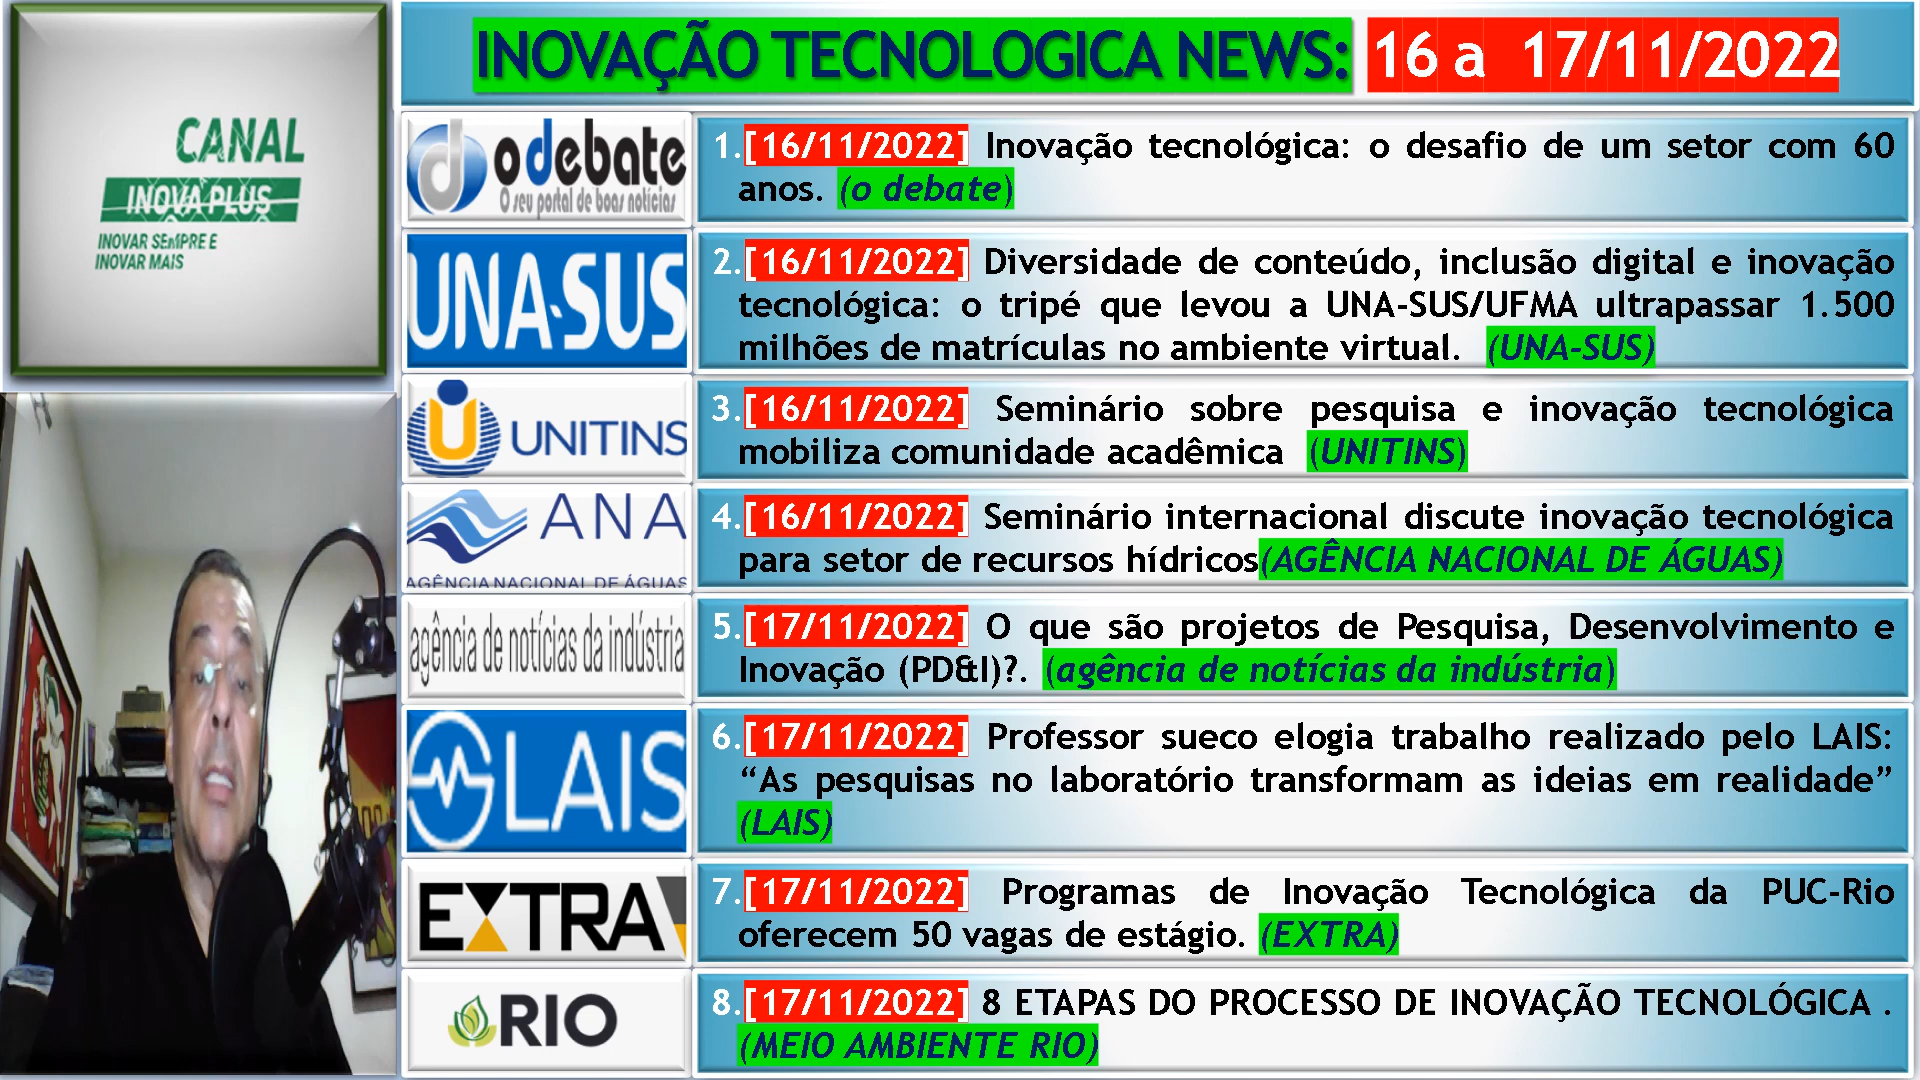 CANAL
INOVA PLUS
INOVAR SEMPRE E
INOVAR MAIS
INOVAÇÃO TECNOLOGICA NEWS: 16 a 17/11/2022
o debate
O seu portal de boas notícias
1.[16/11/2022] Inovação tecnológica: o desafio de um setor com 60
anos. (o debate)
UNA-SUS
2.[16/11/2022] Diversidade de conteúdo, inclusão digital e inovação
tecnológica: o tripé que levou a UNA-SUS/UFMA ultrapassar 1.500
milhões de matrículas no ambiente virtual. (UNA-SUS)
UNITINS
3.[16/11/2022] Seminário sobre pesquisa e inovação tecnológica
mobiliza comunidade acadêmica (UNITINS)
ANA
AGÊNCIA NACIONAL DE ÁGUAS
4.[16/11/2022] Seminário internacional discute inovação tecnológica
para setor de recursos hídricos(AGÊNCIA NACIONAL DE ÁGUAS)
agência de notícias da indústria
5.[17/11/2022] O que são projetos de Pesquisa, Desenvolvimento e
Inovação (PD&I)?. (agência de notícias da indústria)
LAIS
6.[17/11/2022] Professor sueco elogia trabalho realizado pelo LAIS:
“As pesquisas no laboratório transformam as ideias em realidade”
(LAIS)
EXTRA
7.[17/11/2022] Programas de Inovação Tecnológica da PUC-Rio
oferecem 50 vagas de estágio. (EXTRA)
RIO
8.[17/11/2022] 8 ETAPAS DO PROCESSO DE INOVAÇÃO TECNOLÓGICA .
(MEIO AMBIENTE RIO)